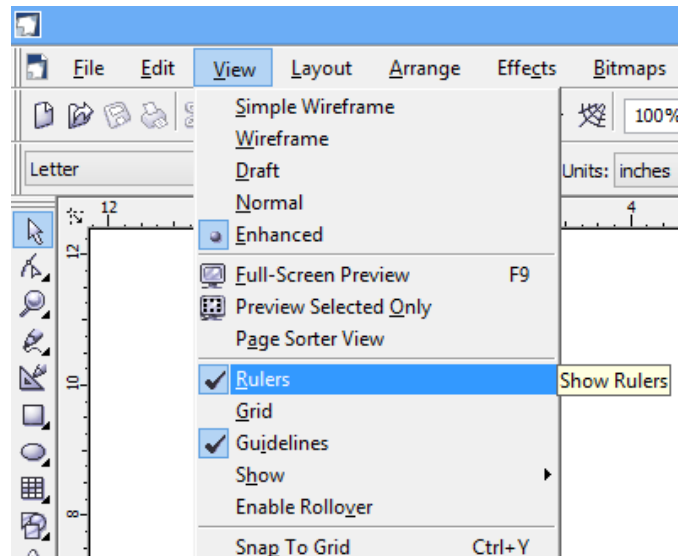 File Edit View Layout Arrange Effects Bitmaps
100%
Letter
Units: inches
12 4
12
10
8
Simple Wireframe
Wireframe
Draft
Normal
Enhanced
Full-Screen Preview F9
Preview Selected Only
Page Sorter View
Rulers
Show Rulers
Grid
Guidelines
Show
Enable Rollover
Snap To Grid Ctrl+Y